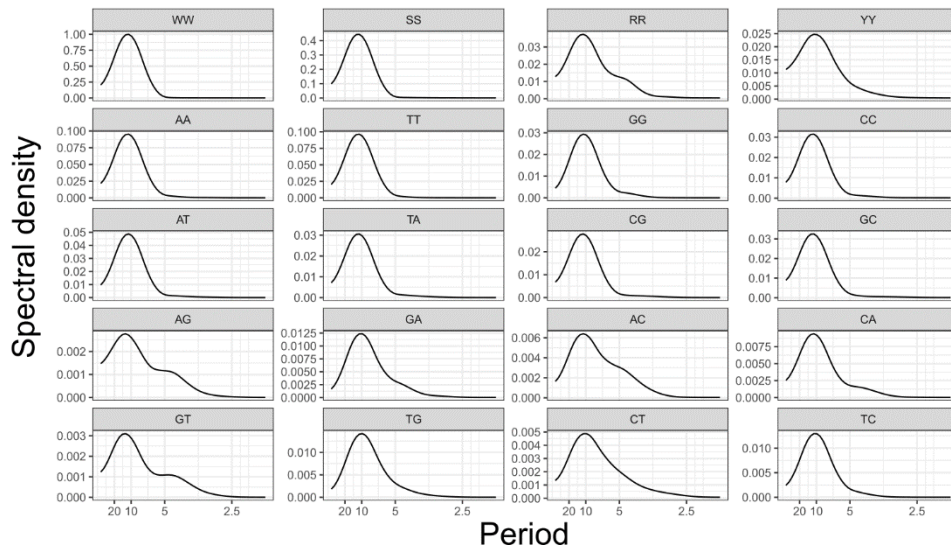 WW SS RR YY
1.00 0.4 0.03 0.025
0.75 0.3 0.02 0.020
0.50 0.2 0.01 0.015
0.25 0.1 0.00 0.010
0.00 0.0 0.005
0.000
AA TT GG CC
0.100 0.100 0.03 0.03
0.075 0.075 0.02 0.02
0.050 0.050 0.01 0.01
0.025 0.025 0.00 0.00
0.000 0.000
AT TA CG GC
0.05 0.03 0.02 0.03
0.04 0.02 0.01 0.02
0.03 0.01 0.00 0.01
0.02 0.00 0.00
0.01
0.00
AG GA AC CA
0.002 0.0125 0.006 0.0075
0.001 0.0100 0.004 0.0050
0.000 0.0075 0.002 0.0025
0.0050 0.000 0.0000
0.0025
0.0000
GT TG CT TC
0.003 0.010 0.005 0.010
0.002 0.005 0.004 0.005
0.001 0.000 0.003 0.000
0.000 0.002
0.001
0.000
20 10 5 2.5 20 10 5 2.5 20 10 5 2.5 20 10 5 2.5
Spectral density
Period